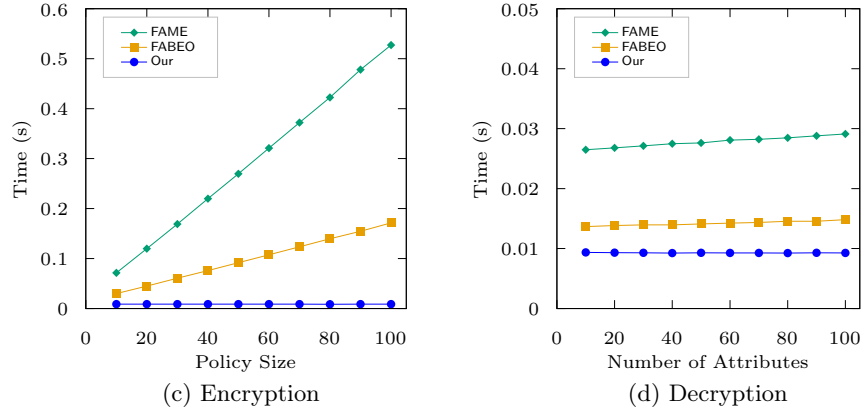 0.6
0.5
0.4
0.3
0.2
0.1
0
Time (s)
FAME
FABEO
Our
0 20 40 60 80 100
Policy Size
(c) Encryption
0.05
0.04
0.03
0.02
0.01
0
Time (s)
FAME
FABEO
Our
0 20 40 60 80 100
Number of Attributes
(d) Decryption